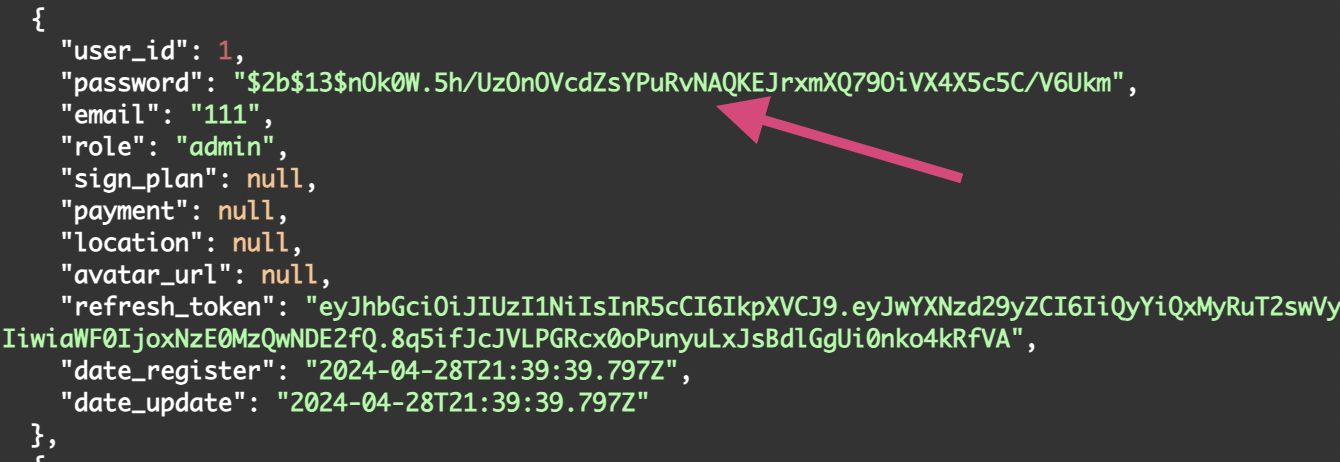 {
"user_id": 1,
"password": "$2b$13$nOk0W.5h/UzOnOVcdZsYPuRvNAQKEJrxmXQ79OiVX4X5c5C/V6Ukm",
"email": "111",
"role": "admin",
"sign_plan": null,
"payment": null,
"location": null,
"avatar_url": null,
"refresh_token": "eyJhbGciOiJIUzI1NiIsInR5cCI6IkpXVCJ9.eyJwYXNzd29yZCI6IiQyYiQxMyRuT2swVy
IiwiaWF0IjoxNzE0MzQwNDE2fQ.8q5ifJcJVLPGRcx0oPunyuLxJsBdlGgUi0nko4kRfVA",
"date_register": "2024-04-28T21:39:39.797Z",
"date_update": "2024-04-28T21:39:39.797Z"
},
{